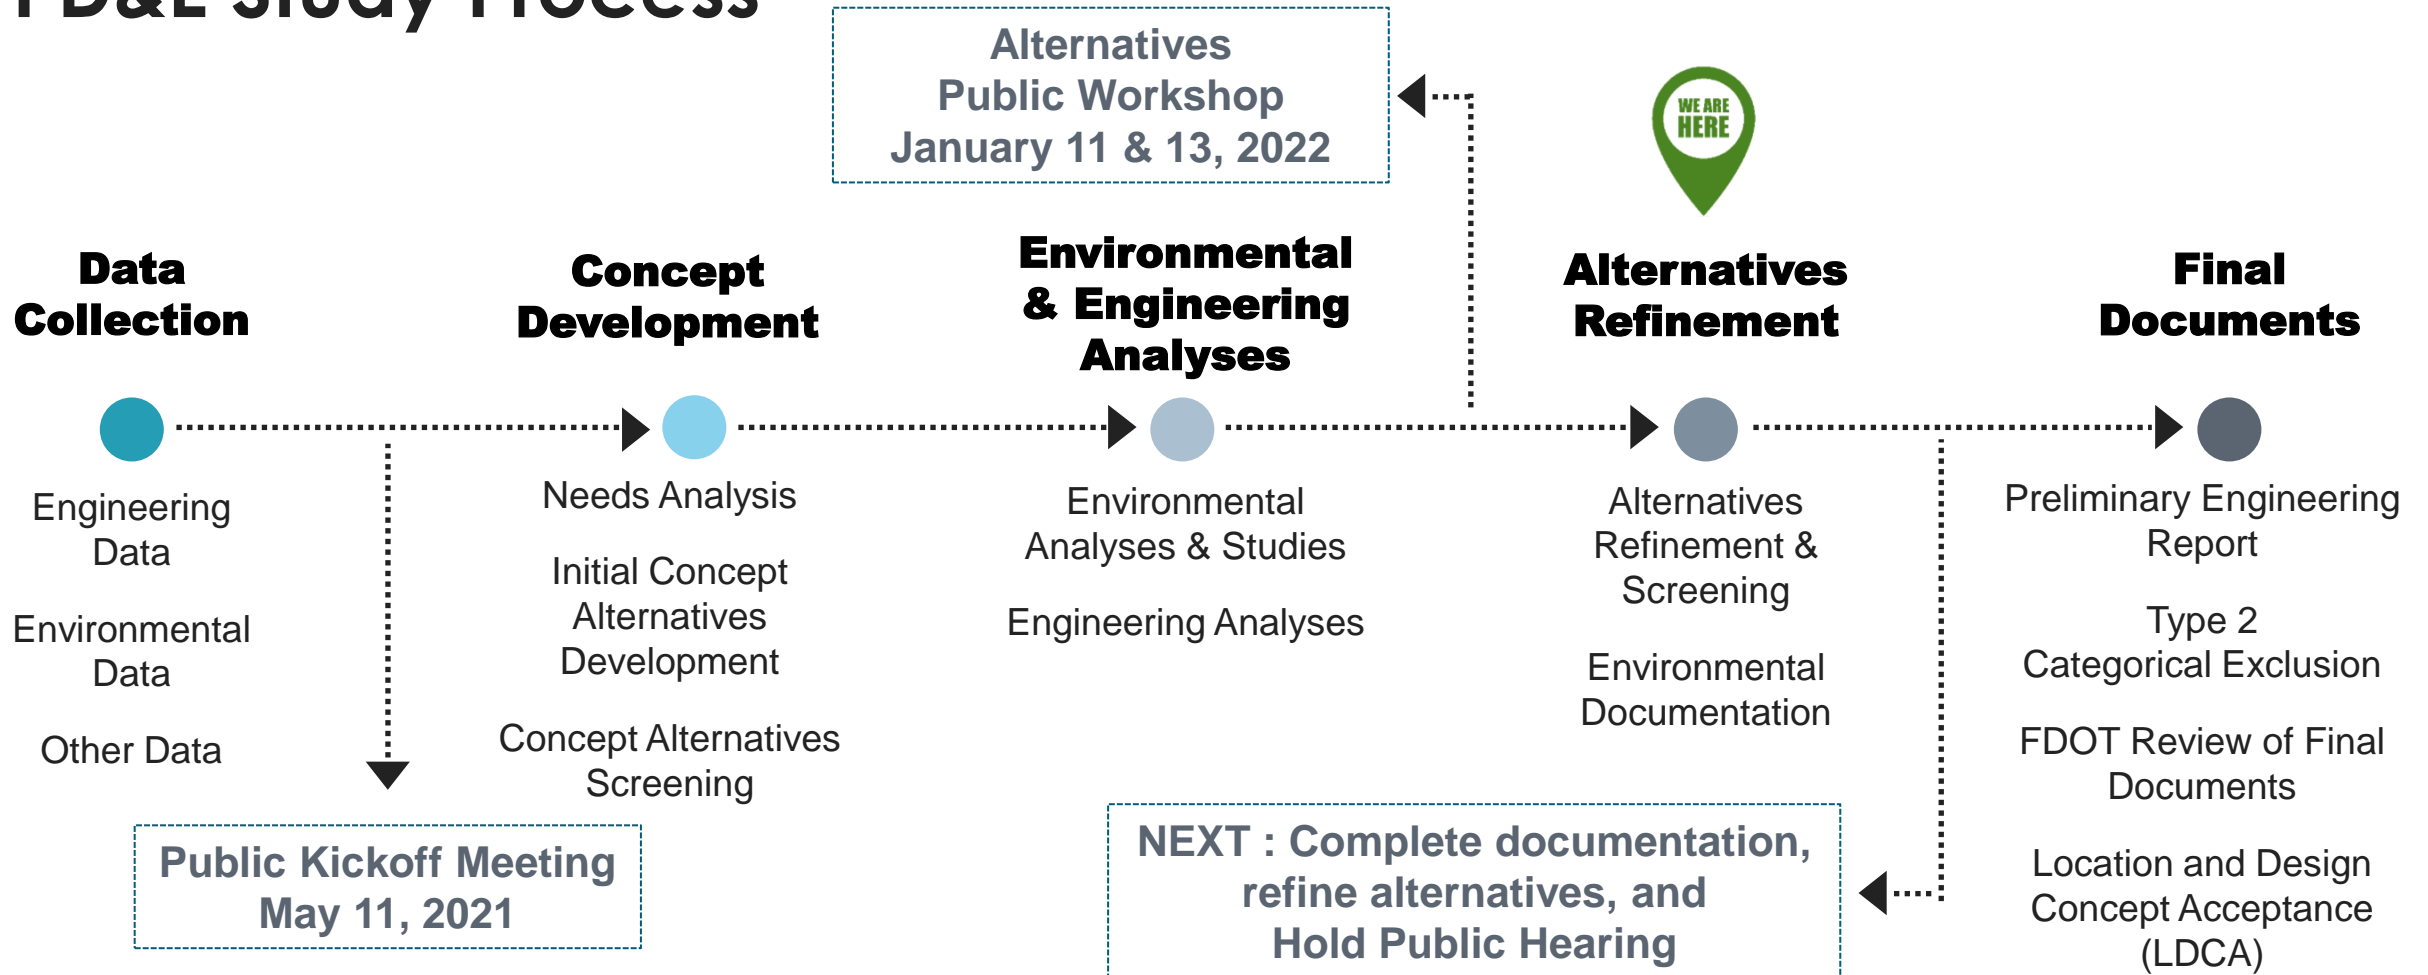 PD&E Study Process
Alternatives
Public Workshop
January 11 & 13, 2022
WE ARE
HERE
Data
Collection
Concept
Development
Environmental
& Engineering
Analyses
Alternatives
Refinement
Final
Documents
Engineering
Data
Environmental
Data
Other Data
Needs Analysis
Initial Concept
Alternatives
Development
Concept Alternatives
Screening
Environmental
Analyses & Studies
Engineering Analyses
Alternatives
Refinement &
Screening
Environmental
Documentation
Preliminary Engineering
Report
Type 2
Categorical Exclusion
FDOT Review of Final
Documents
Location and Design
Concept Acceptance
(LDCA)
Public Kickoff Meeting
May 11, 2021
NEXT : Complete documentation,
refine alternatives, and
Hold Public Hearing